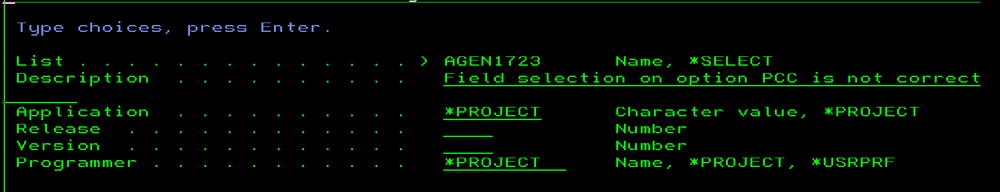 Type choices, press Enter.
List . . . . . . . . . . . . . . > AGEN1723 Name, *SELECT
Description . . . . . . . . . . Field selection on option PCC is not correct
Application . . . . . . . . . . *PROJECT Character value, *PROJECT
Release . . . . . . . . . . . . Number
Version . . . . . . . . . . . . Number
Programmer . . . . . . . . . . . *PROJECT Name, *PROJECT, *USRPRF